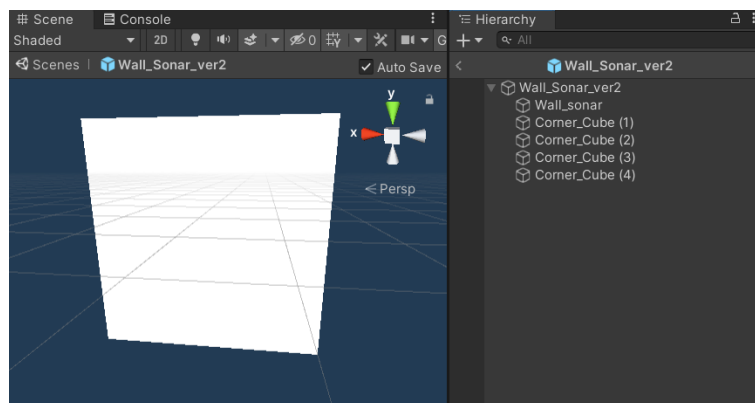 Scene Console
Shaded 2D 0 G
Scenes | Wall_Sonar_ver2 Auto Save
y
x
< Persp
Hierarchy
+ All
< Wall_Sonar_ver2
Wall_Sonar_ver2
Wall_sonar
Corner_Cube (1)
Corner_Cube (2)
Corner_Cube (3)
Corner_Cube (4)